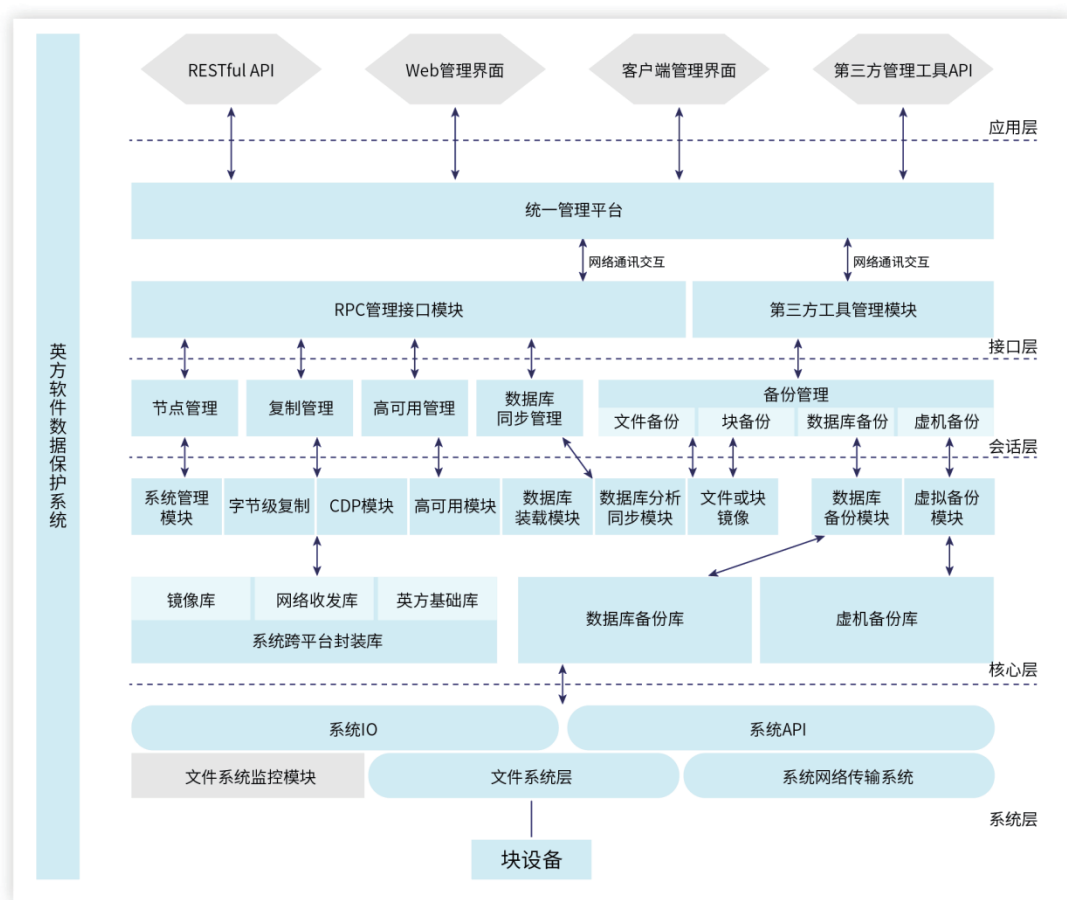 英方软件数据保护系统
RESTful API
Web管理界面
客户端管理界面
第三方管理工具API
应用层
统一管理平台
网络通讯交互
网络通讯交互
RPC管理接口模块
第三方工具管理模块
接口层
节点管理
复制管理
高可用管理
数据库
同步管理
备份管理
文件备份
块备份
数据库备份
虚机备份
会话层
系统管理
模块
字节级复制
CDP模块
高可用模块
数据库
装载模块
数据库分析
同步模块
文件或块
镜像
数据库
备份模块
虚拟备份
模块
镜像库
网络收发库
英方基础库
系统跨平台封装库
数据库备份库
虚机备份库
核心层
系统IO
系统API
文件系统监控模块
文件系统层
系统网络传输系统
系统层
块设备